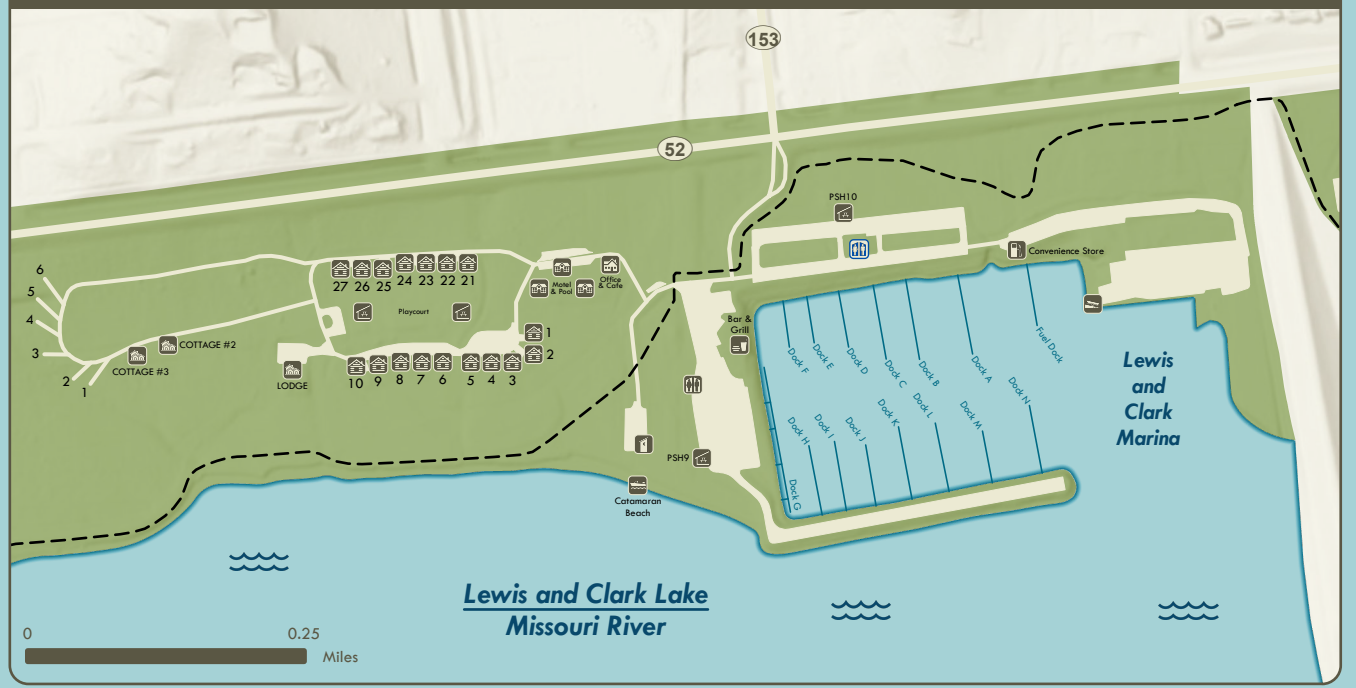 153
52
PSH10
Convenience Store
6
5
4
3
2
1
COTTAGE #2
COTTAGE #3
27
26
25
24
23
22
21
Playcourt
Motel
& Pool
Office
& Cafe
1
2
LODGE
10
9
8
7
6
5
4
3
Bar &
Grill
PSH9
Catamaran
Beach
Dock F
Dock E
Dock D
Dock C
Dock B
Dock A
Fuel Dock
Dock H
Dock I
Dock J
Dock K
Dock L
Dock M
Dock N
Dock G
Lewis
and
Clark
Marina
Lewis and Clark Lake
Missouri River
0
0.25
Miles